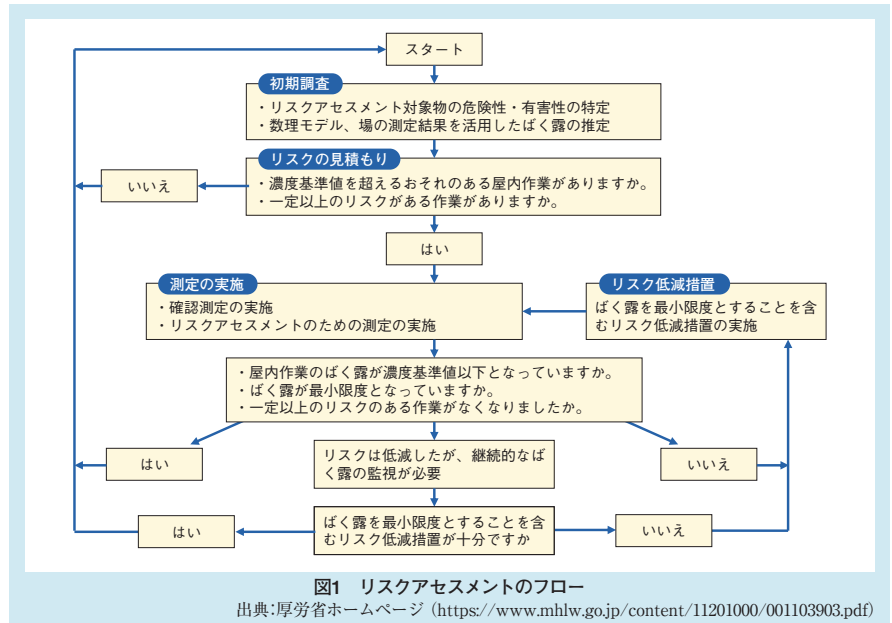 スタート
初期調査
・リスクアセスメント対象物の危険性・有害性の特定
・数理モデル、場の測定結果を活用したばく露の推定
リスクの見積もり
・濃度基準値を超えるおそれのある屋内作業がありますか。
・一定以上のリスクがある作業がありますか。
いいえ
はい
測定の実施
・確認測定の実施
・リスクアセスメントのための測定の実施
リスク低減措置
ばく露を最小限度とすることを含
むリスク低減措置の実施
・屋内作業のばく露が濃度基準値以下となっていますか。
・ばく露が最小限度となっていますか。
・一定以上のリスクのある作業がなくなりましたか。
はい
リスクは低減したが、継続的なば
く露の監視が必要
いいえ
はい
ばく露を最小限度とすることを含
むリスク低減措置が十分ですか
いいえ
図1 リスクアセスメントのフロー
出典:厚労省ホームページ(https://www.mhlw.go.jp/content/11201000/001103903.pdf)